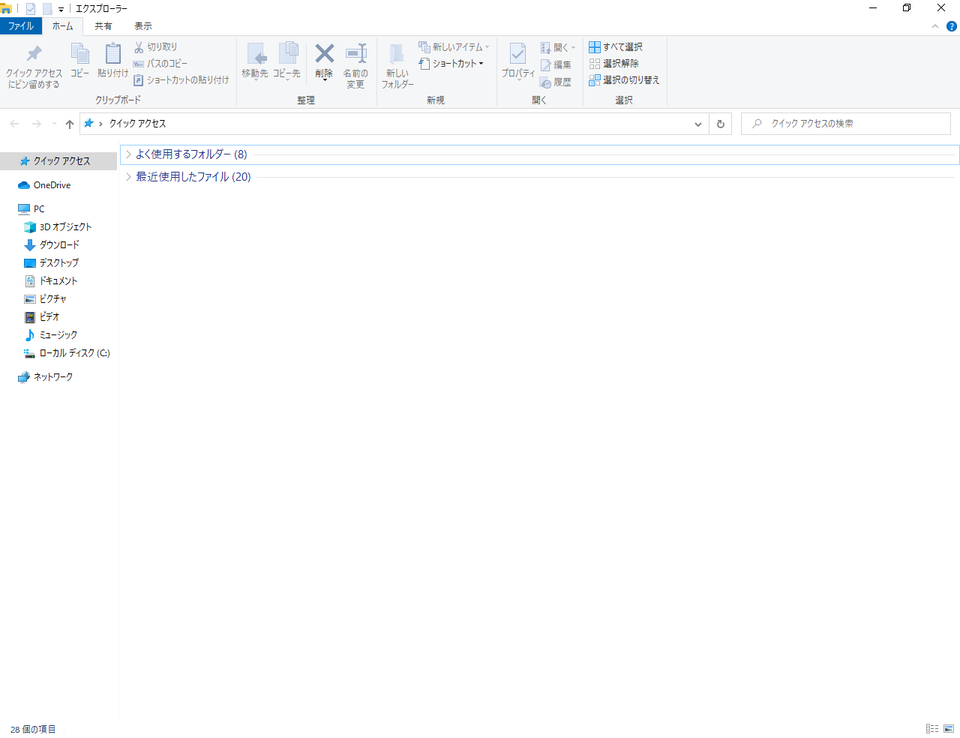 エクスプローラー
ファイル ホーム 共有 表示
クイック アクセス
にピン留めする
コピー
貼り付け
切り取り
パスのコピー
ショートカットの貼り付け
クリップボード
移動先
コピー先
削除
名前の
変更
整理
新しい
フォルダー
新しいアイテム
ショートカット
新規
プロパティ
開く
編集
履歴
開く
すべて選択
選択解除
選択の切り替え
選択
クイック アクセス
クイック アクセスの検索
クイック アクセス
OneDrive
PC
3D オブジェクト
ダウンロード
デスクトップ
ドキュメント
ピクチャ
ビデオ
ミュージック
ローカル ディスク (C:)
ネットワーク
よく使用するフォルダー (8)
最近使用したファイル (20)
28 個の項目